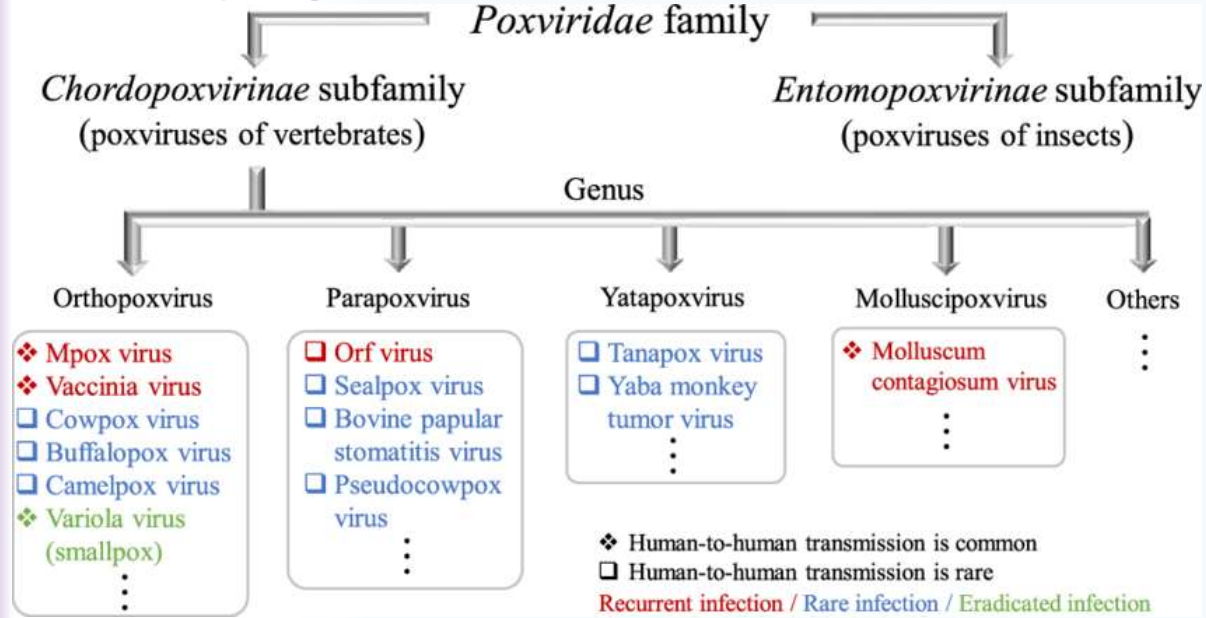 Poxviridae family
Chordopoxvirinae subfamily
(poxviruses of vertebrates)
Entomopoxvirinae subfamily
(poxviruses of insects)
Genus
Orthopoxvirus
❖ Mpox virus
❖ Vaccinia virus
❑ Cowpox virus
❑ Buffalopox virus
❑ Camelpox virus
❖ Variola virus
(smallpox)
⋮
Parapoxvirus
❑ Orf virus
❑ Sealpox virus
❑ Bovine papular
stomatitis virus
❑ Pseudocowpox
virus
⋮
Yatapoxvirus
❑ Tanapox virus
❑ Yaba monkey
tumor virus
⋮
Molluscipoxvirus
❖ Molluscum
contagiosum virus
⋮
Others
⋮
❖ Human-to-human transmission is common
❑ Human-to-human transmission is rare
Recurrent infection / Rare infection / Eradicated infection